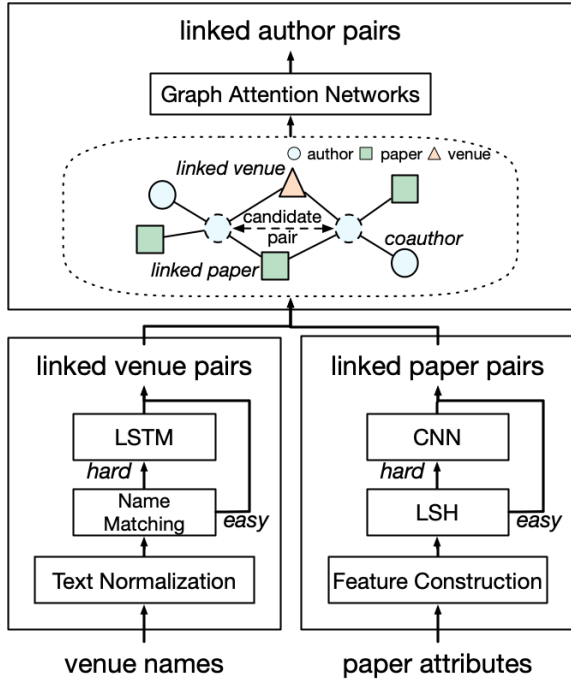 linked author pairs
Graph Attention Networks
author paper venue
linked venue
candidate
pair
coauthor
linked paper
linked venue pairs
LSTM
hard
Name
Matching
easy
Text Normalization
venue names
linked paper pairs
CNN
hard
LSH
easy
Feature Construction
paper attributes